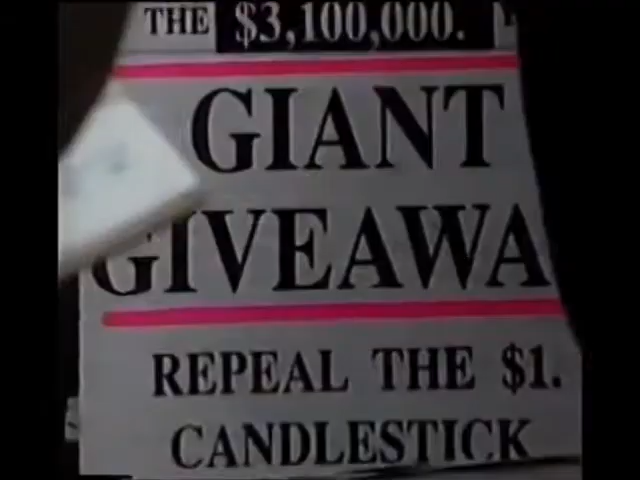 THE $3,100,000.
GIANT
GIVEAWA
REPEAL THE $1.
CANDLESTICK